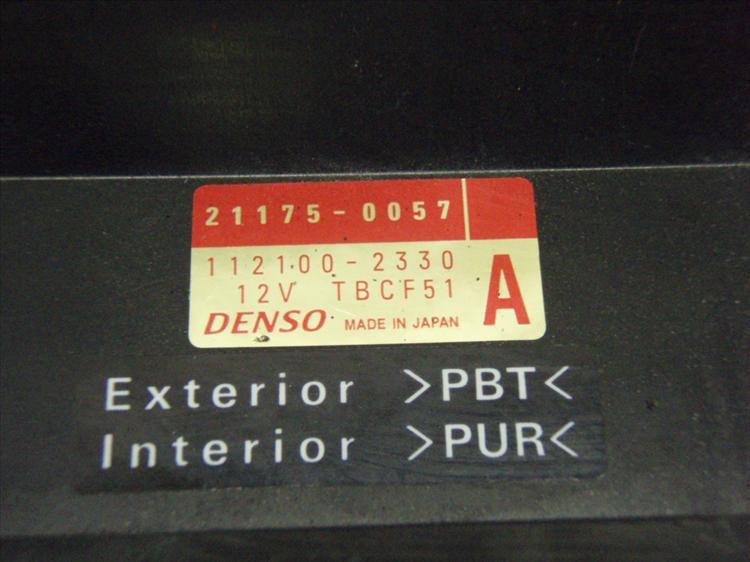 21175-0057
112100-2330
12V TBCF51
A
DENSO MADE IN JAPAN
Exterior >PBT<
Interior >PUR<